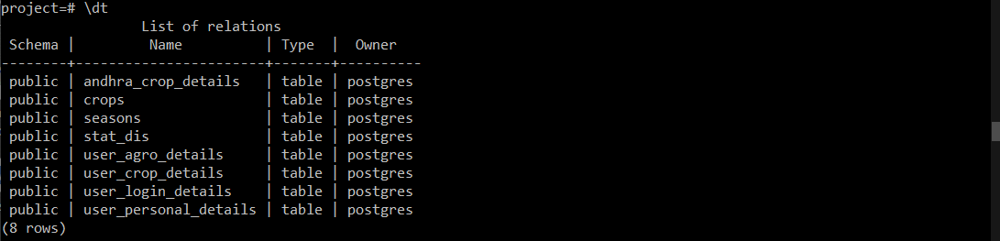 project=# \dt
                 List of relations
 Schema |         Name          | Type  |  Owner
--------+-----------------------+-------+----------
 public | andhra_crop_details   | table | postgres
 public | crops                 | table | postgres
 public | seasons               | table | postgres
 public | stat_dis              | table | postgres
 public | user_agro_details     | table | postgres
 public | user_crop_details     | table | postgres
 public | user_login_details    | table | postgres
 public | user_personal_details | table | postgres
(8 rows)